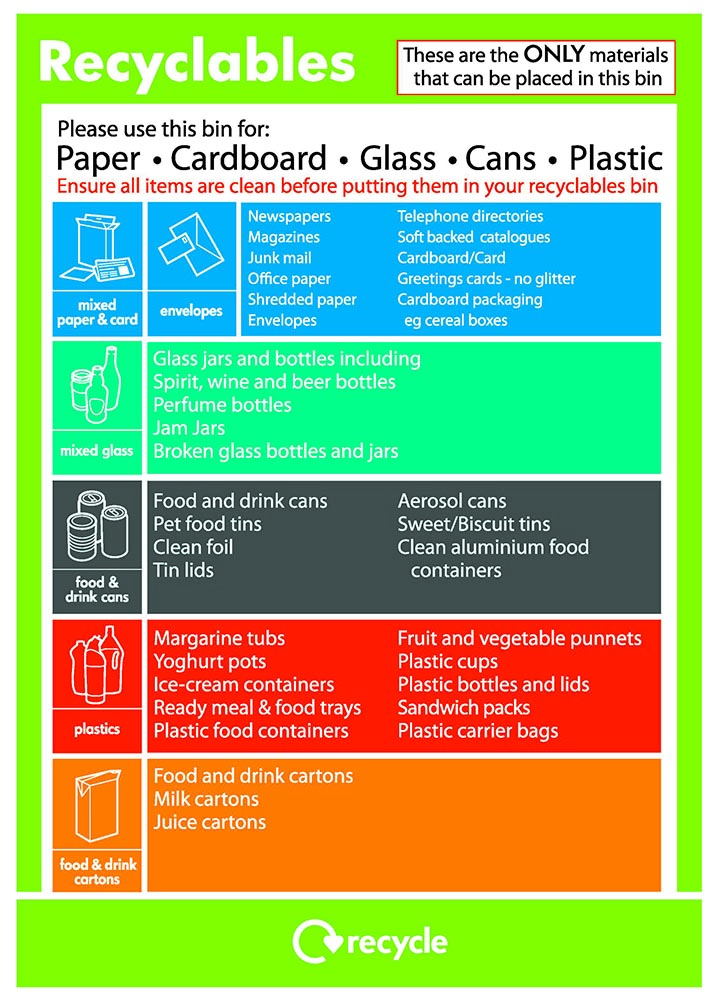 Recyclables
These are the ONLY materials
that can be placed in this bin
Please use this bin for:
Paper • Cardboard • Glass • Cans • Plastic
Ensure all items are clean before putting them in your recyclables bin
mixed
paper & card
envelopes
Newspapers
Magazines
Junk mail
Office paper
Shredded paper
Envelopes
Telephone directories
Soft backed catalogues
Cardboard/Card
Greetings cards - no glitter
Cardboard packaging
eg cereal boxes
mixed glass
Glass jars and bottles including
Spirit, wine and beer bottles
Perfume bottles
Jam Jars
Broken glass bottles and jars
food &
drink cans
Food and drink cans
Pet food tins
Clean foil
Tin lids
Aerosol cans
Sweet/Biscuit tins
Clean aluminium food
containers
plastics
Margarine tubs
Yoghurt pots
Ice-cream containers
Ready meal & food trays
Plastic food containers
Fruit and vegetable punnets
Plastic cups
Plastic bottles and lids
Sandwich packs
Plastic carrier bags
food & drink
cartons
Food and drink cartons
Milk cartons
Juice cartons
recycle